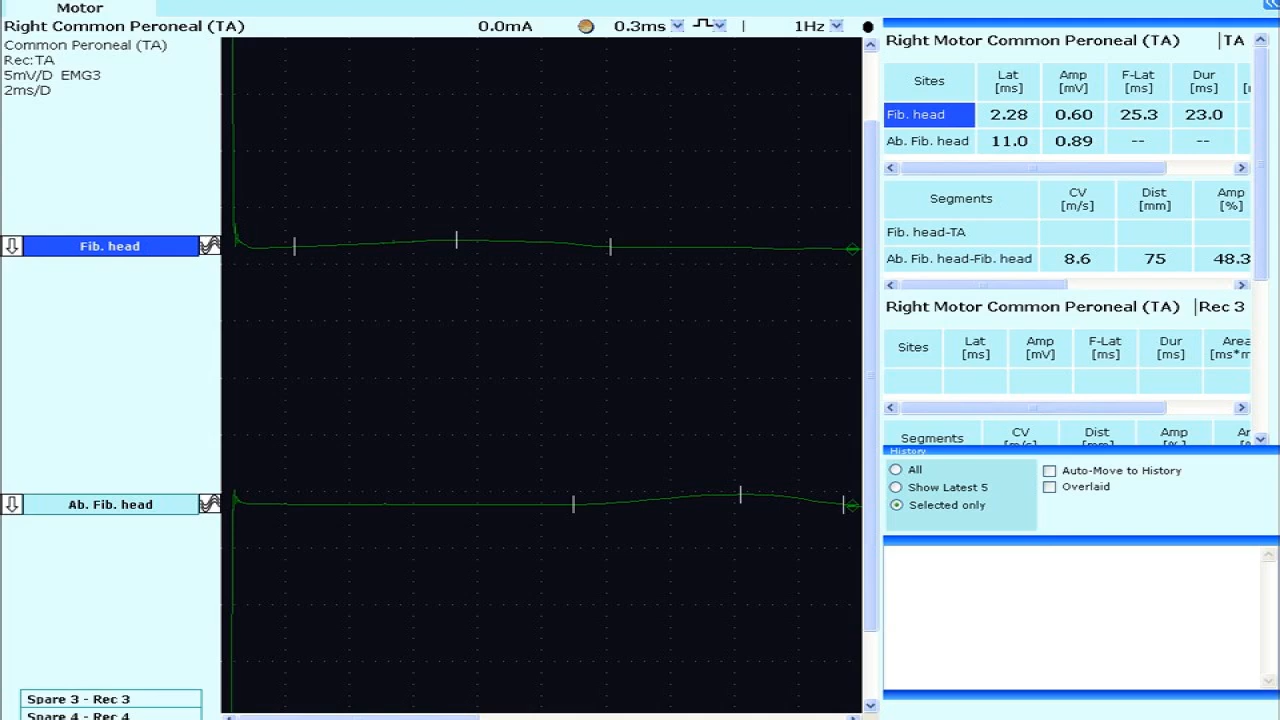 Motor
Right Common Peroneal (TA)
0.0mA
0.3ms
1Hz
Common Peroneal (TA)
Rec:TA
5mV/D EMG3
2ms/D
Fib. head
Ab. Fib. head
Spare 3 - Rec 3
Spare 4 - Rec 4
Right Motor Common Peroneal (TA) TA
Sites Lat [ms] Amp [mV] F-Lat [ms] Dur [ms]
Fib. head 2.28 0.60 25.3 23.0
Ab. Fib. head 11.0 0.89 -- --
Segments CV [m/s] Dist [mm] Amp [%]
Fib. head-TA
Ab. Fib. head-Fib. head 8.6 75 48.3
Right Motor Common Peroneal (TA) Rec 3
Sites Lat [ms] Amp [mV] F-Lat [ms] Dur [ms] Area [ms*m
Segments CV [m/s] Dist [mm] Amp [%]
History
All
Show Latest 5
Selected only
Auto-Move to History
Overlaid